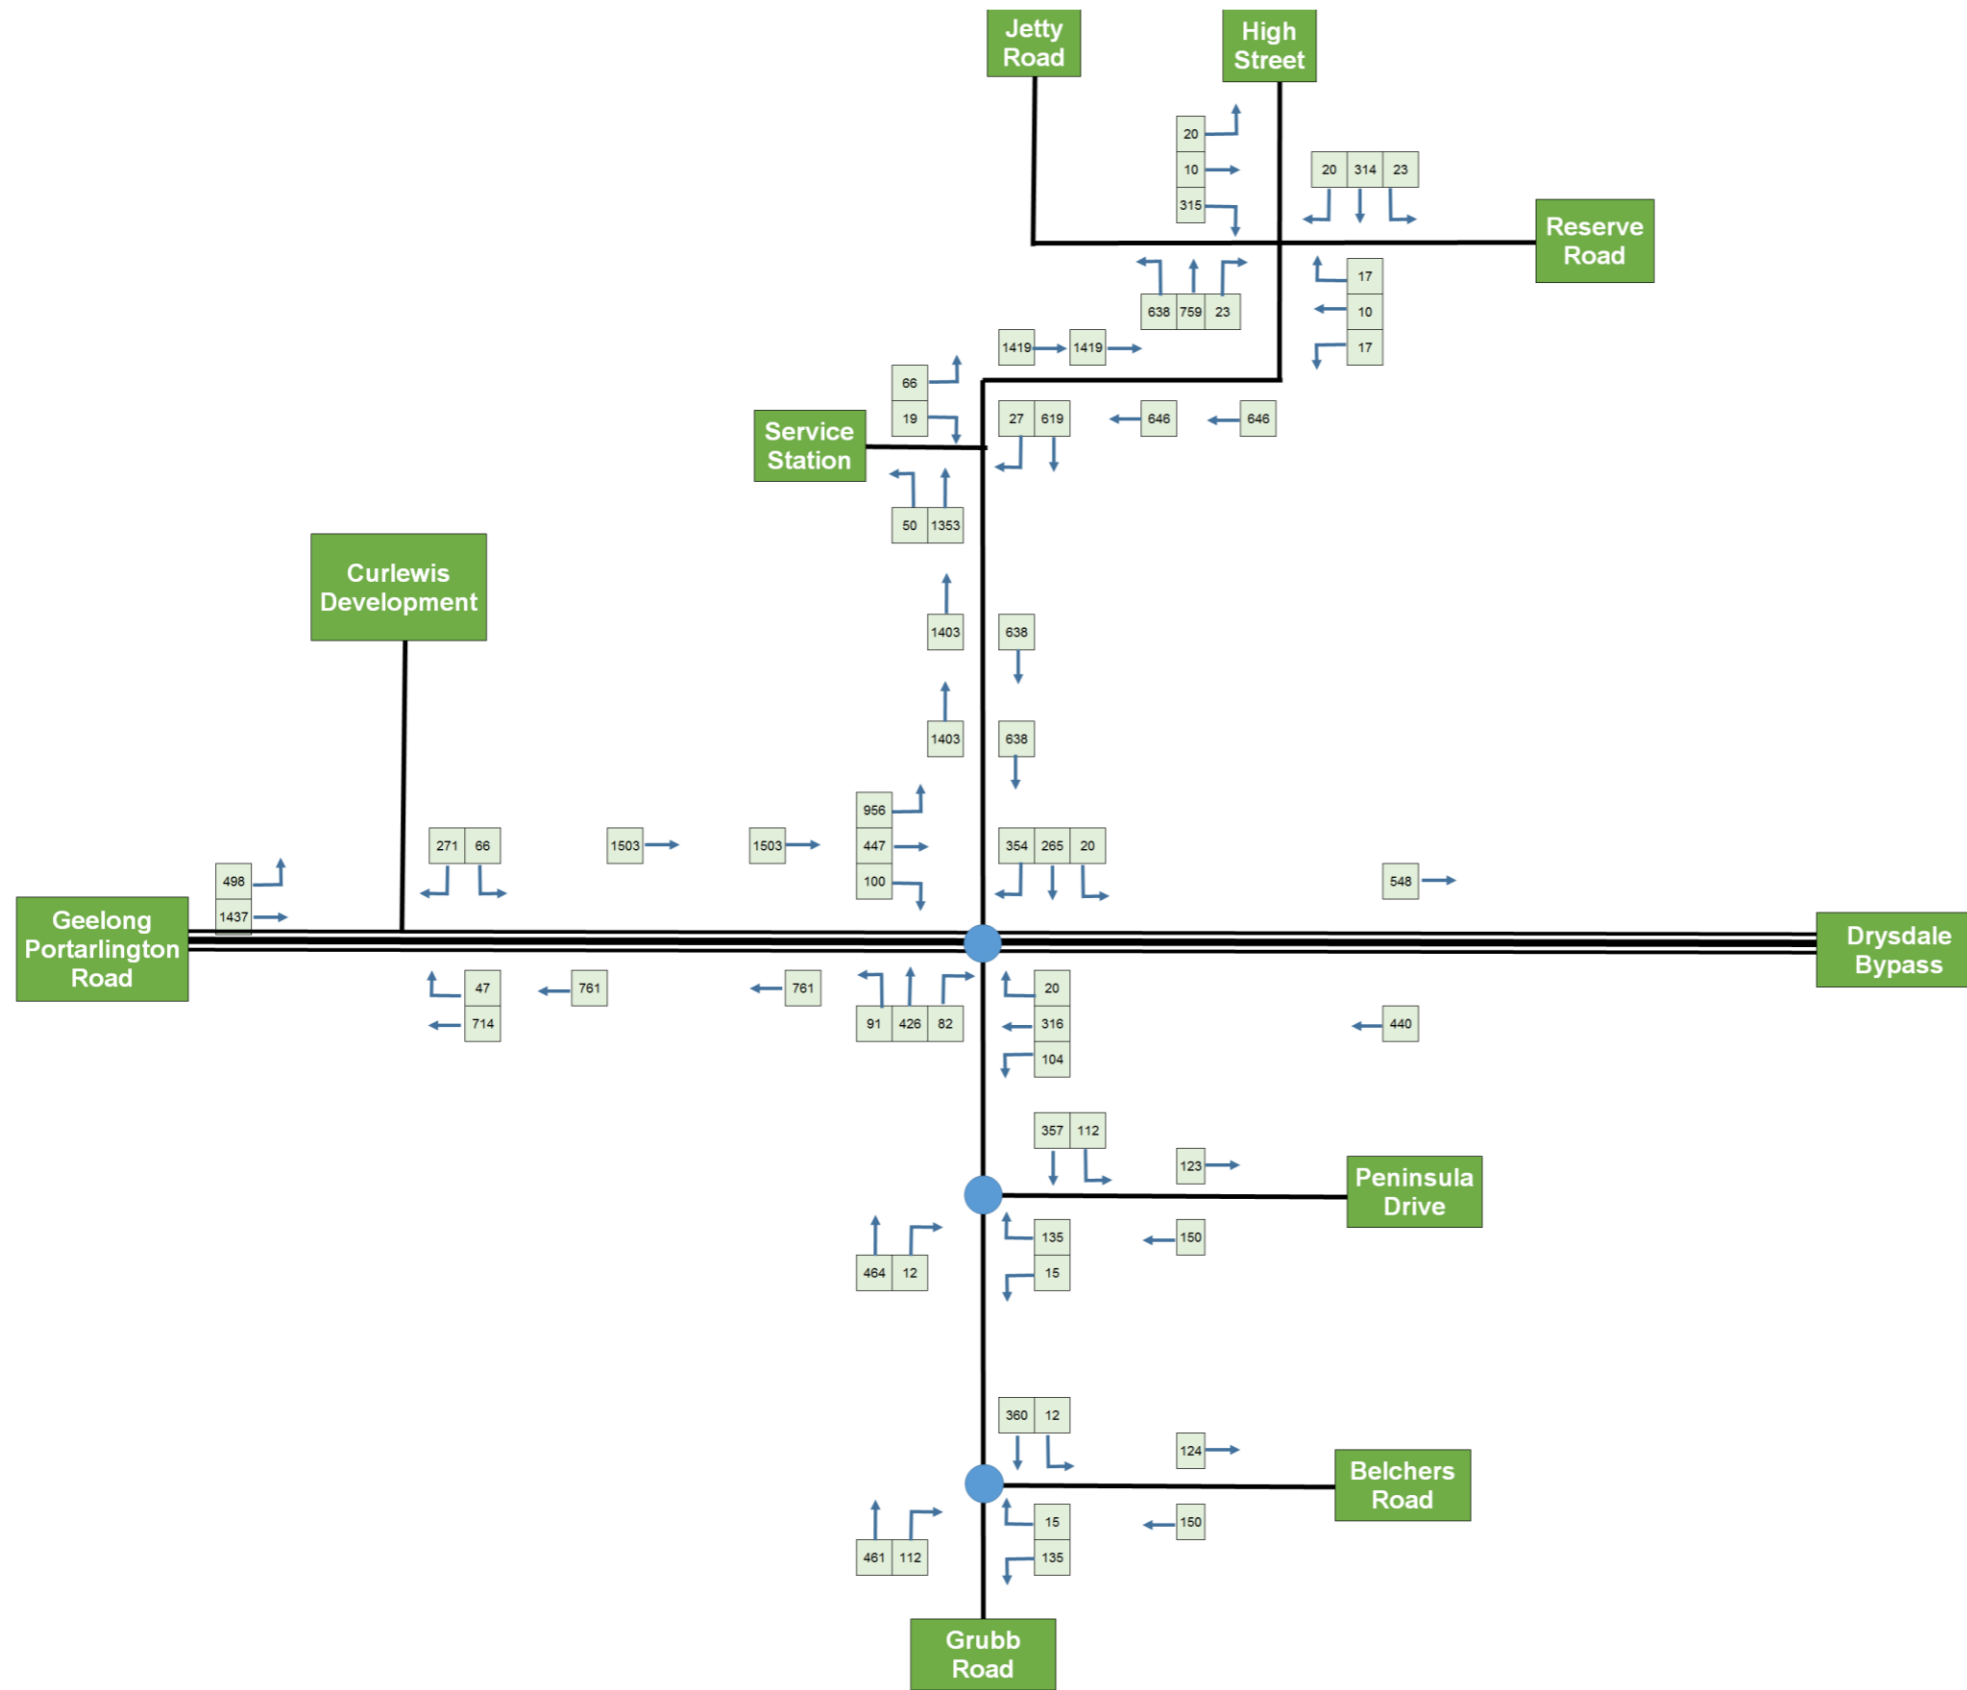 Jetty
Road
High
Street
20
10
315
20 314 23
Reserve
Road
638 759 23
17
10
17
1419 1419
66
19
27 619
646
646
Service
Station
50 1353
Curlewis
Development
1403
638
1403
638
956
447
100
271 66
1503
1503
354 265 20
548
498
1437
Geelong
Portarlington
Road
Drysdale
Bypass
47
714
761
761
91 426 82
20
316
104
440
357 112
123
Peninsula
Drive
464 12
135
15
150
360 12
124
Belchers
Road
461 112
15
135
150
Grubb
Road